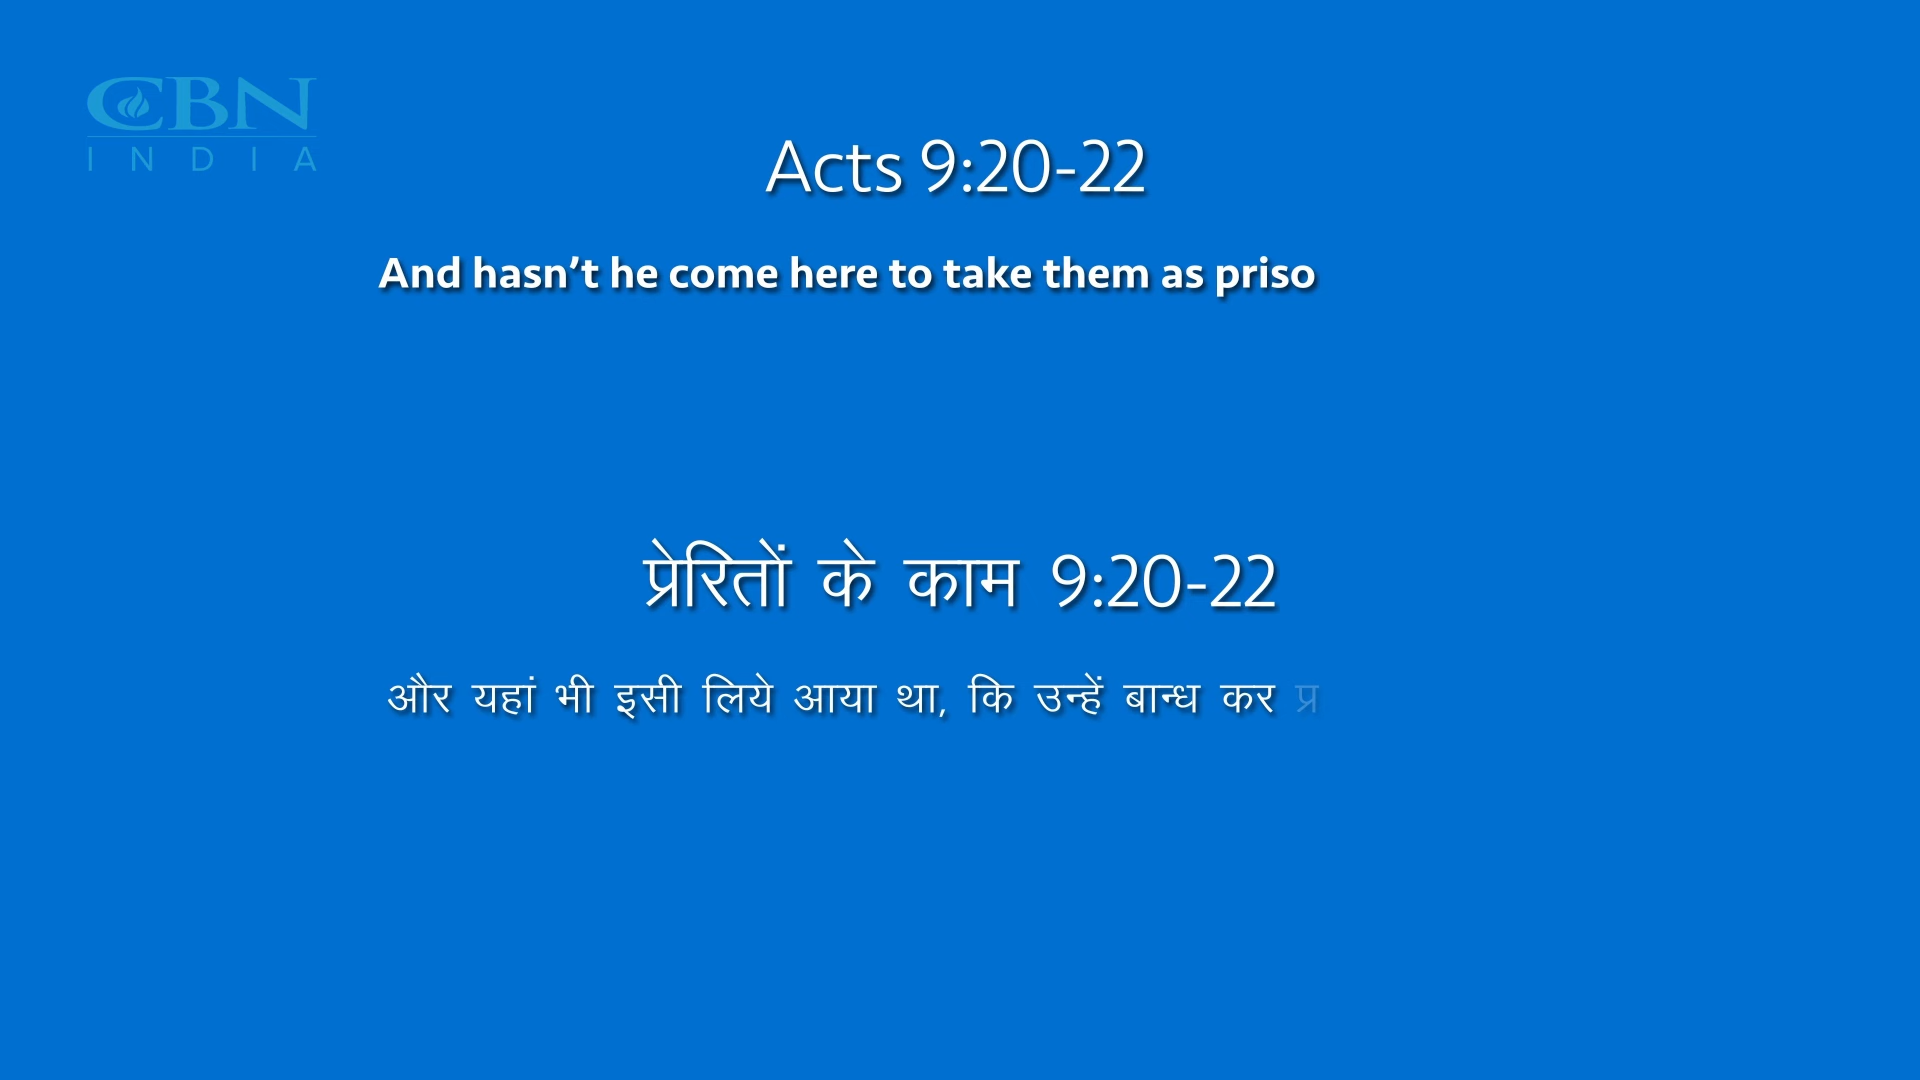 CBN
INDIA
Acts 9:20-22
And hasn’t he come here to take them as priso
प्रेरितों के काम 9:20-22
और यहां भी इसी लिये आया था, कि उन्हें बान्ध कर प्र